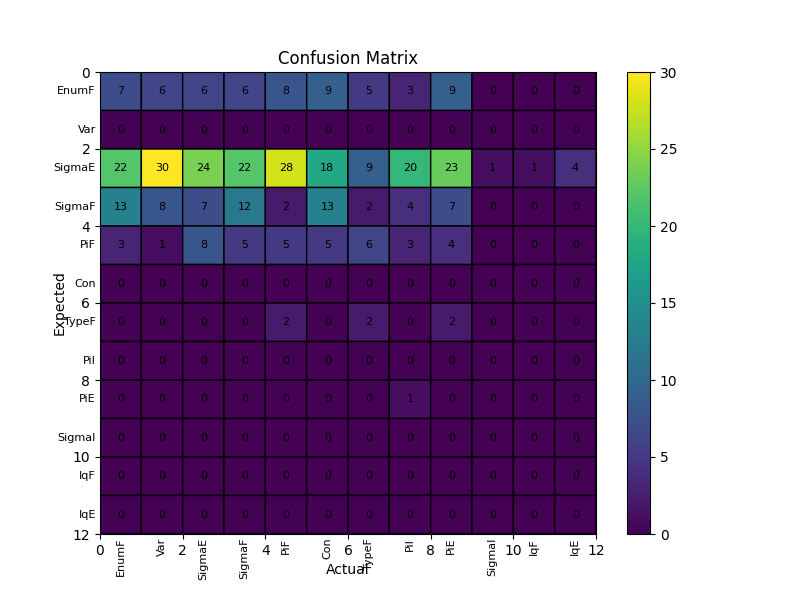 Confusion Matrix
0
EnumF 7 6 6 6 8 9 5 3 9 0 0 0
Var 0 0 0 0 0 0 0 0 0 0 0 0
2
SigmaE 22 30 24 22 28 18 9 20 23 1 1 4
SigmaF 13 8 7 12 2 13 2 4 7 0 0 0
4
PiF 3 1 8 5 5 5 6 3 4 0 0 0
Con 0 0 0 0 0 0 0 0 0 0 0 0
Expected
6
TypeF 0 0 0 0 2 0 2 0 2 0 0 0
PiI 0 0 0 0 0 0 0 0 0 0 0 0
8
PiE 0 0 0 0 0 0 0 1 0 0 0 0
SigmaI 0 0 0 0 0 0 0 0 0 0 0 0
10
IqF 0 0 0 0 0 0 0 0 0 0 0 0
IqE 0 0 0 0 0 0 0 0 0 0 0 0
12
0 2 4 6 8 10 12
EnumF Var SigmaE SigmaF PiF Con TypeF PiI PiE SigmaI IqF IqE
Actual
30
25
20
15
10
5
0